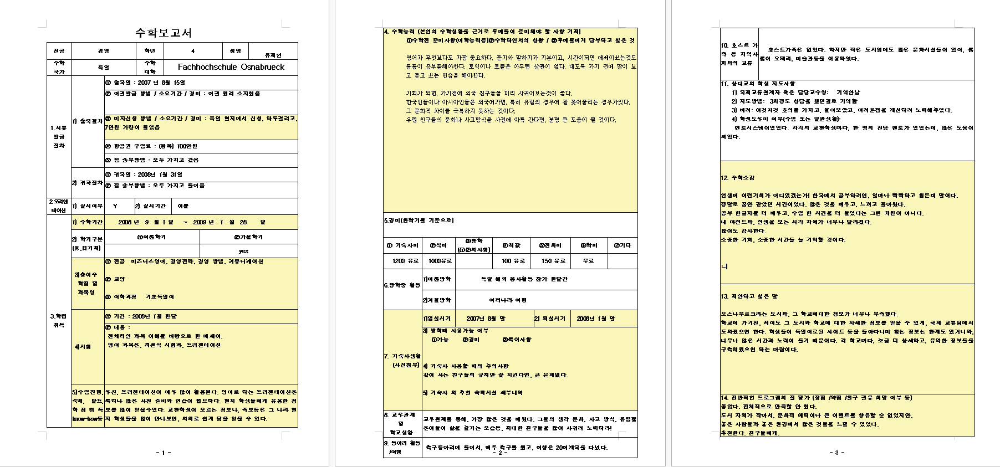 수학보고서
전공 경영 학년 4 성명 유재헌
수학 국가 독일 수학 대학 Fachhochschule Osnabrueck
1.서류 발급 절차
1) 출국절차
① 출국일 : 2007 년 8월 15일
② 여권발급 방법 / 소요기간 / 경비 : 여권 원래 소지했음
③ 비자신청 방법 / 소요기간 / 경비 : 독일 현지에서 신청, 하루걸리고,
7만원 가량이 들었음
④ 항공권 구입료 : (왕복) 100만원
⑤ 짐 송부방법 : 모두 가지고 갔음
2) 귀국절차
① 귀국일 : 2008년 1월 31일
② 짐 송부방법 : 모두 가지고 들어옴
2.오리엔테이션 1) 실시여부 Y 2) 실시기간 이틀
3.학점 취득
1) 수학기간 2008 년 9 월 1 일 ~ 2009 년 1 월 28 일
2) 학기구분 (月,日기재) ①여름학기 ②가을학기
yes
3)총이수 학점 및 과목명
① 전공 비즈니스영어, 경영전략, 경영 방법, 커뮤니케이션
② 교양
③ 어학과정 기초독일어
4)시험
① 기간 : 2008년 1월 한달
② 내용 :
전체적인 과목 이해를 바탕으로 한 에세이.
영어 과목은, 객관식 시험과, 프리젠테이션
5)수업진행, 숙제, 발표, 학점취득 know-how등
우선, 프리젠테이션이 매우 많이 활용된다. 영어로 하는 프리젠테이션은
특히나 많은 사전 준비와 연습이 필요하다. 현지 학생들에게 유용한 정
보를 많이 얻을수있다. 교환학생이 모르는 정보나, 족보등은 그 나라 현
지 학생들을 많이 만나보면, 의외로 쉽게 답을 얻을 수 있다.
- 1 -
4. 수학능력 (본인의 수학생활을 근거로 후배들이 준비해야 할 사항 기재)
①수학전 준비사항(어학능력등)②수학하면서의 상황 / ③후배들에게 당부하고 싶은 것
영어가 무엇보다도 가장 중요하다. 듣기와 말하기가 기본이고, 시간이되면 에세이쓰는것도
틈틈이 공부를해야한다. 토익이나 토플은 아무런 상관이 없다. 대도록 가기 전에 많이 보
고 듣고 쓰는 연습을 해야한다.
기회가 되면, 가기전에 외국 친구들을 미리 사귀어보는것이 좋다.
한국인들이나 아시아인들은 외국에가면, 특히 유럽의 경우에 잘 못어울리는 경우가있다.
그 문화적 차이를 극복하지 못하는 것이다.
유럽 친구들의 문화나 사고방식을 사전에 아록 간다면, 분명 큰 도움이 될 것이다.
5.경비(한학기를 기준으로)
① 기숙사비 ②식비 ③방학 (①②의사항) ④책값 ⑤전화비 ⑥학비 ⑦기타
1200 유로 1000유로 100 유로 150 유로 무료
6.방학중 활동
1)여름방학 독일 해외 봉사활동 참가 한달간
2)겨울방학 여러나라 여행
7. 기숙사생활 (사진첨부)
1)입실시기 2007년 8월 말 2) 퇴실시기 2008년 1월 말
3) 방학때 사용가능 여부
①가능 ②경비 ③특이사항
4) 기숙사 사용할 때의 주의사항
같이 사는 친구들의 규칙만 잘 지킨다면, 큰 문제없다.
5) 기숙사 외 추천 숙박시설 세부내역
8. 교우관계 및 학교생활
교우관계를 통해, 가장 많은 것을 배웠다. 그들의 생각 문화, 사고 방식, 유럽젊
은이들이 삶을 즐기는 모습등, 최대한 친구들을 많이 사귀려 노력하라!
9. 동아리 활동 /여행
축구동아리에 들어서, 매주 축구를 했고, 여행은 20여개국을 다녔다.
- 2 -
10. 호스트 가족 등 지역사회와의 교류
호스트가족은 없었다. 하지만 작은 도시임에도 많은 문화시설들이 있어, 틈
틈이 오페라, 미술관등을 이용하였다.
11. 상대교의 학생 지도사항
1) 국제교류관계자 혹은 담당교수명: 기억안남
2) 지도방법: 3회정도 상담을 했던걸로 기억함
3) 배려: 이것저것 호의를 가지고, 물어보았고, 어려운점을 개선하려 노력해주었다.
4) 학생도우미 여부(수업 또는 일반생활):
멘토시스템이있었다. 각각의 교환학생마다, 한 명의 전담 멘토가 있었는데, 많은 도움이
되었다.
12. 수학소감
인생에 이런기회가 어디있겠는가! 한국에서 공부하려면, 얼마나 빡빡하고 힘든데 말이다.
정말로 꿈만 같았던 시간이었다. 많은 것을 배우고, 느끼고 돌아왔다.
공부 한글자를 더 배우고, 수업 한 시간을 더 들었다는 그런 차원이 아니다.
내 마인드와, 인생을 보는 시각 자체가 너무나 달라졌다.
많이도 감사한다.
소중한 기회, 소중한 시간들 늘 기억할 것이다.
니
13. 제안하고 싶은 말
오스나부르크라는 도시와, 그 학교에대한 정보가 너무나 부족했다.
학교에 가기전, 적어도 그 도시와 학교에 대한 자세한 정보를 얻을 수 있게, 국제 교류팀에서
도와줬으면 한다. 학생들이 독일어로된 사이트 등을 돌아다니며 찾는 정보는 한계도 있거니와,
너무나 많은 시간과 노력이 들기 때문이다. 각 학교마다, 조금 더 상세하고, 유익한 정보들을
구축해줬으면 하는 바람이다.
14. 전반적인 프로그램의 질 평가 (장점 /약점 /친구 권유 희망 여부 등)
좋았다. 전체적으로 만족할 만 했다.
도시 자체가 작아서, 문화적 혜택이나 큰 이벤트를 향유할 순 없었지만,
좋은 사람들과 좋은 환경에서 많은 것들을 느낄 수 있었다.
추천한다. 친구들에게.
- 3 -